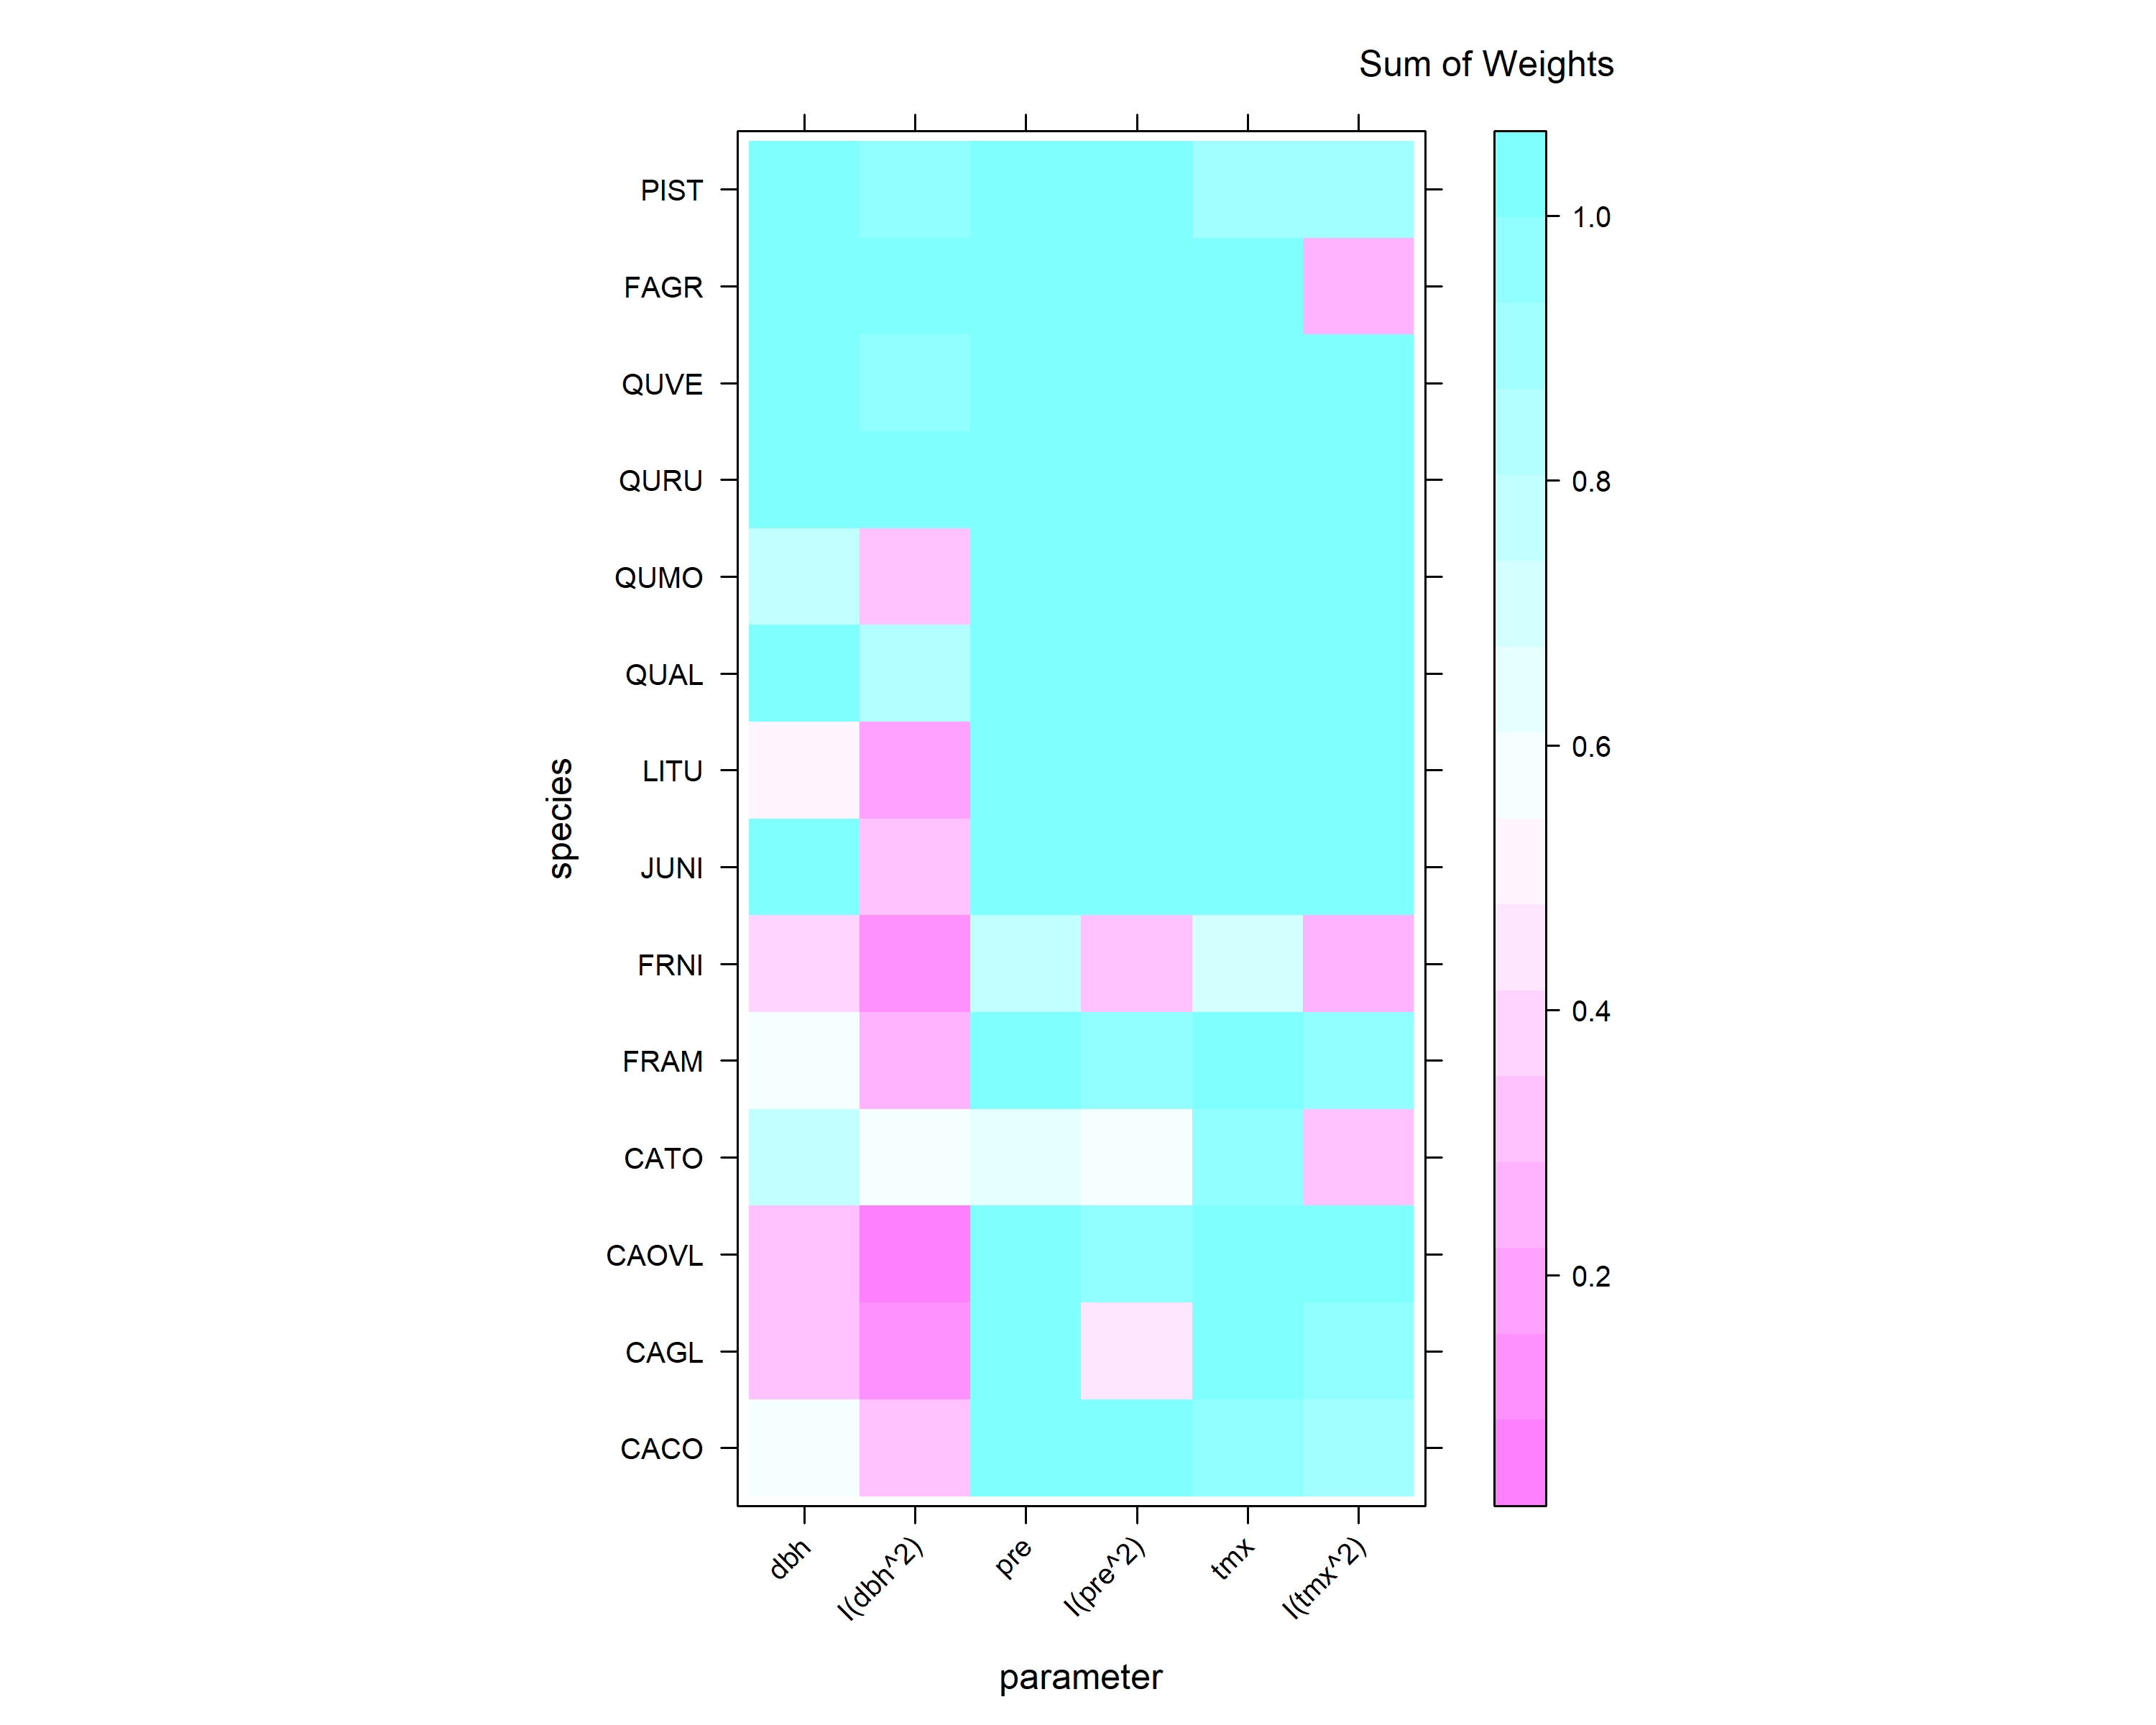 Sum of Weights
PIST
FAGR
QUVE
QURU
QUMO
QUAL
LITU
JUNI
FRNI
FRAM
CATO
CAOVL
CAGL
CACO
species
1.0
0.8
0.6
0.4
0.2
dbh
I(dbh^2)
pre
I(pre^2)
tmx
I(tmx^2)
parameter